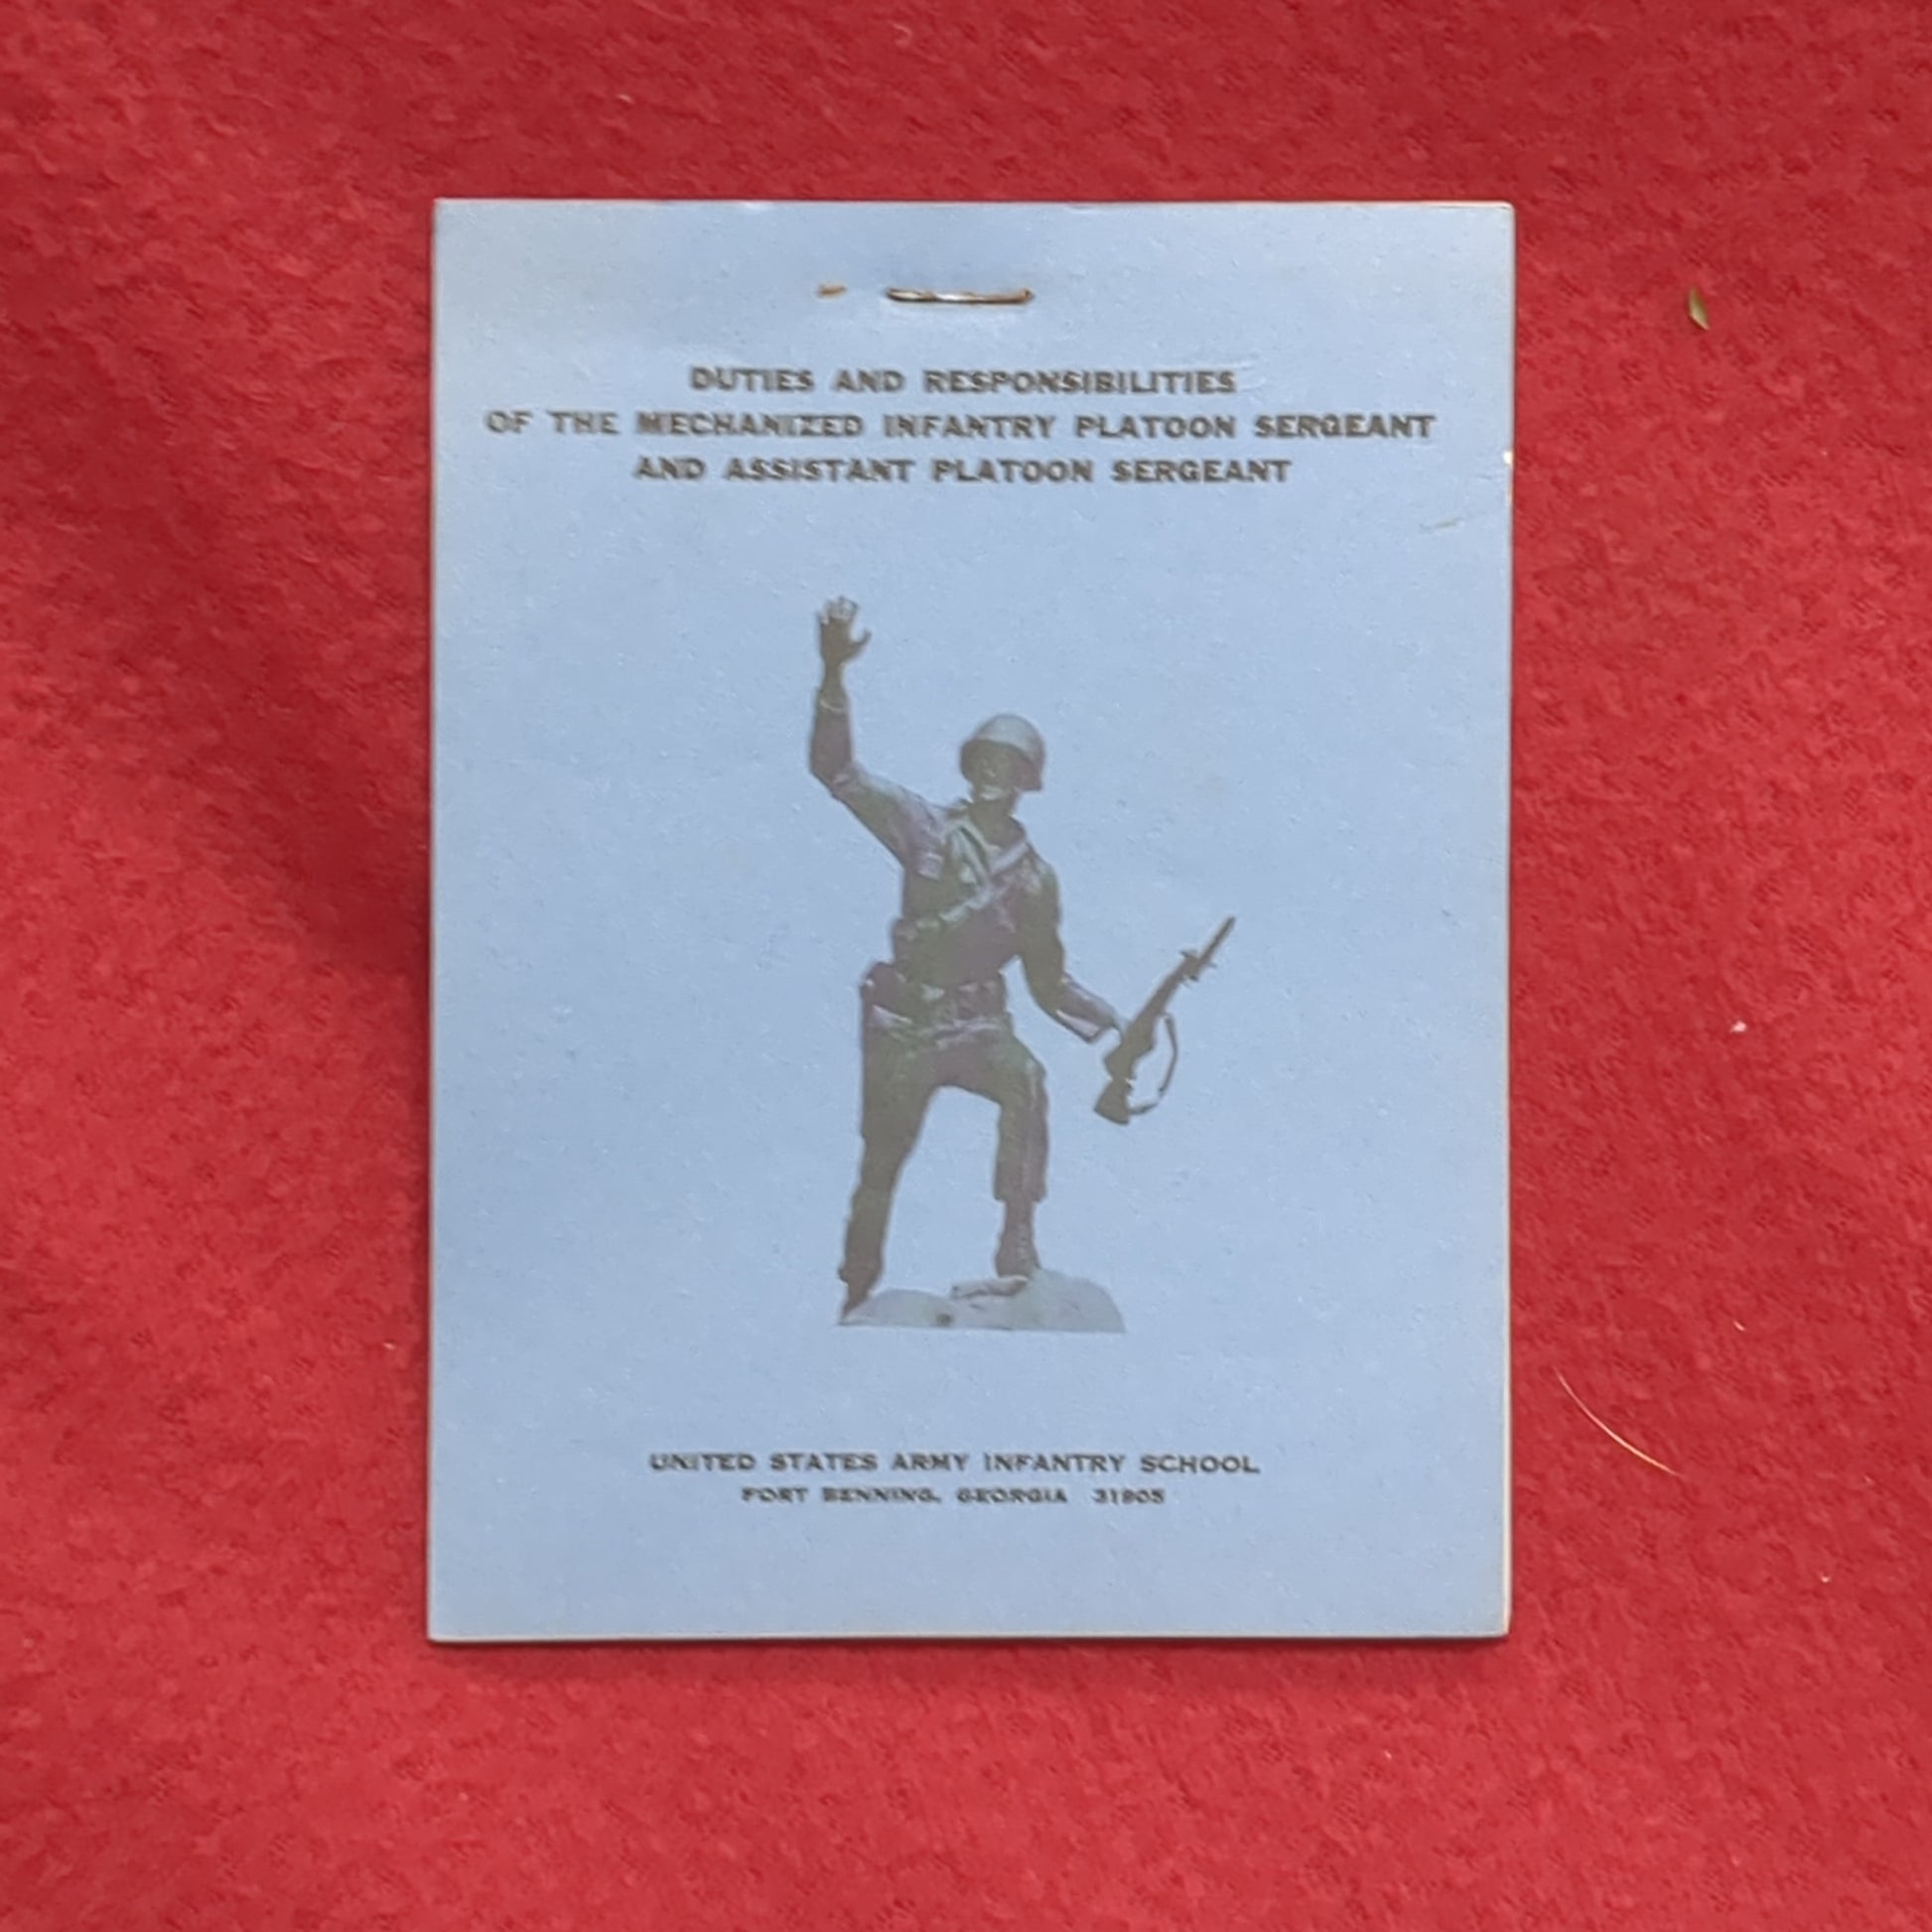 DUTIES AND RESPONSIBILITIES
OF THE MECHANIZED INFANTRY PLATOON SERGEANT
AND ASSISTANT PLATOON SERGEANT
UNITED STATES ARMY INFANTRY SCHOOL
FORT BENNING, GEORGIA 31905